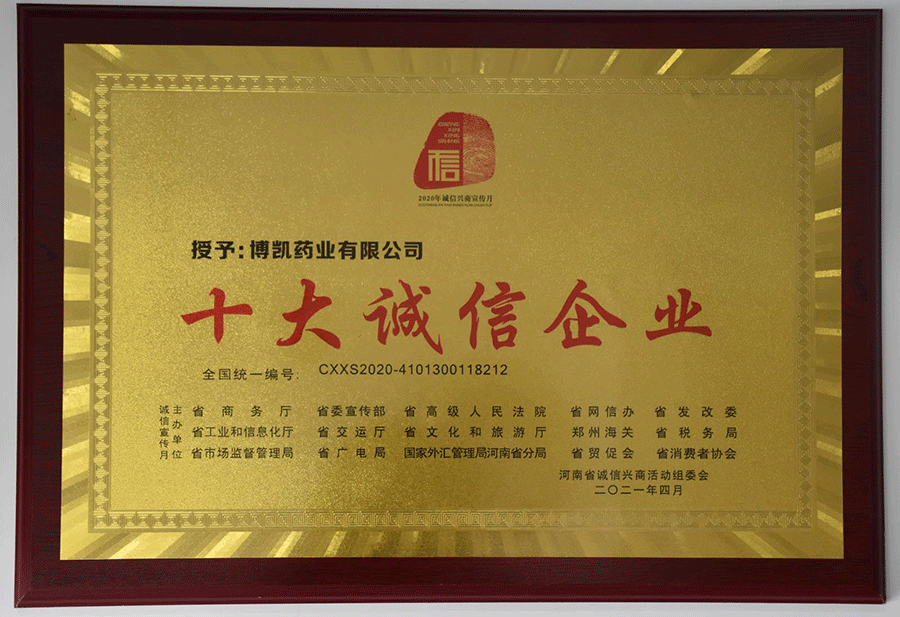 CHENG
XIN
XING
SHANG
信
2020年诚信兴商宣传月
授予:博凯药业有限公司
十大诚信企业
全国统一编号: CXXS2020-4101300118212
诚信宣传月
主办单位
省商务厅 省委宣传部 省高级人民法院 省网信办 省发改委
省工业和信息化厅 省交运厅 省文化和旅游厅 郑州海关 省税务局
省市场监督管理局 省广电局 国家外汇管理局河南省分局 省贸促会 省消费者协会
河南省诚信兴商活动组委会
二〇二一年四月